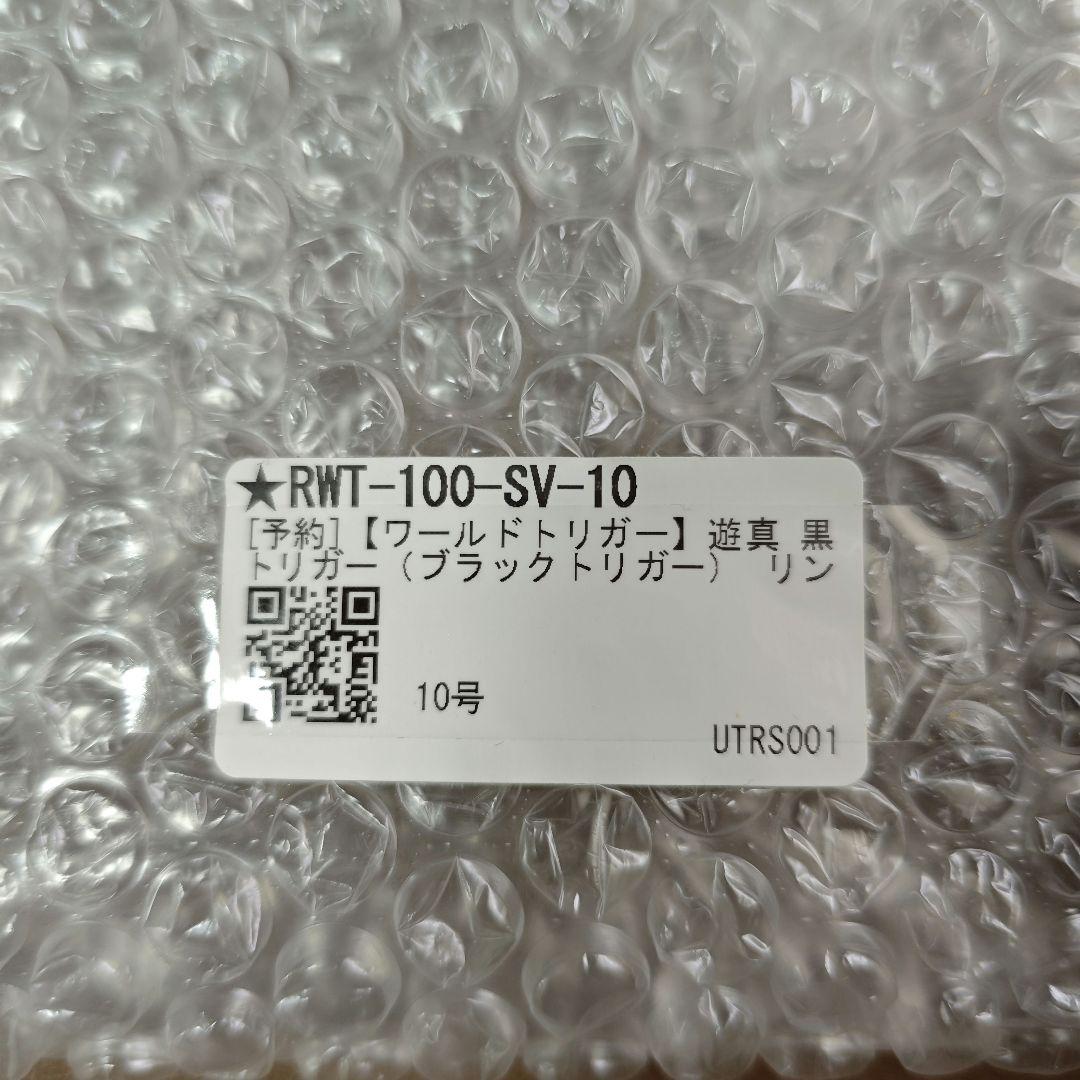 ★RWT-100-SV-10
[予約]【ワールドトリガー】遊真 黒
トリガー（ブラックトリガー） リン
10号
UTRS001